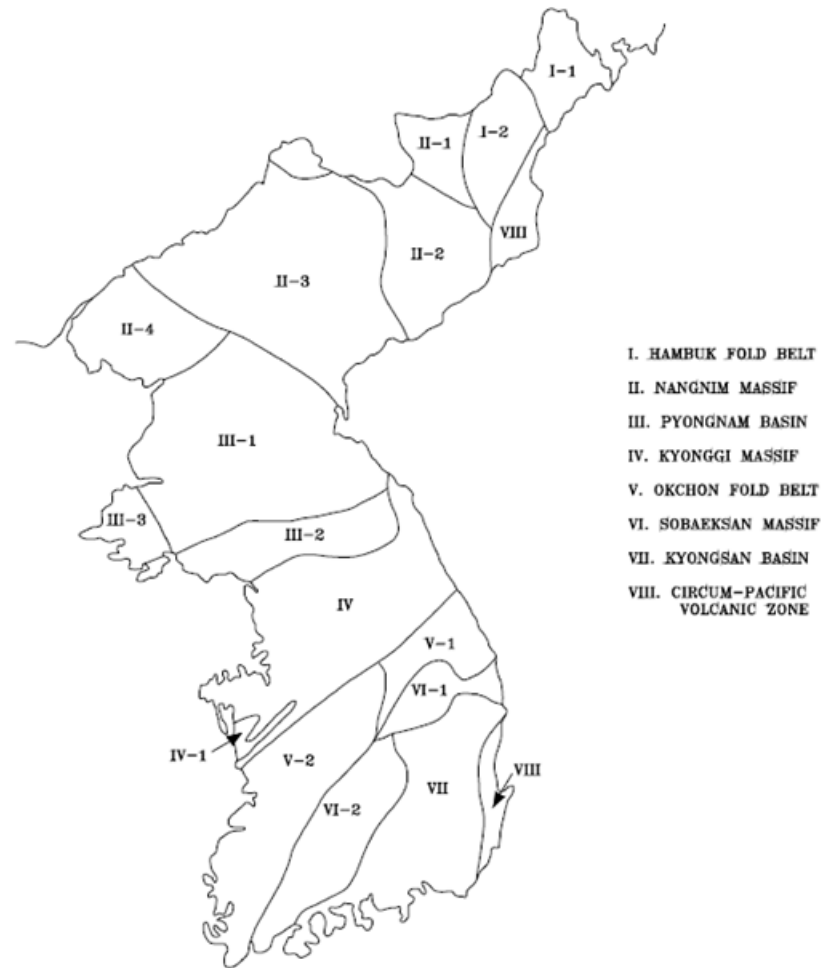 I-1
I-2
II-1
VIII
II-2
II-3
II-4
I. HAMBUK FOLD BELT
II. NANGNIM MASSIF
III. PYONGNAM BASIN
IV. KYONGGI MASSIF
V. OKCHON FOLD BELT
VI. SOBAEKSAN MASSIF
VII. KYONGSAN BASIN
VIII. CIRCUM-PACIFIC
VOLCANIC ZONE
III-1
III-3
III-2
IV
V-1
VI-1
IV-1
V-2
VIII
VII
VI-2